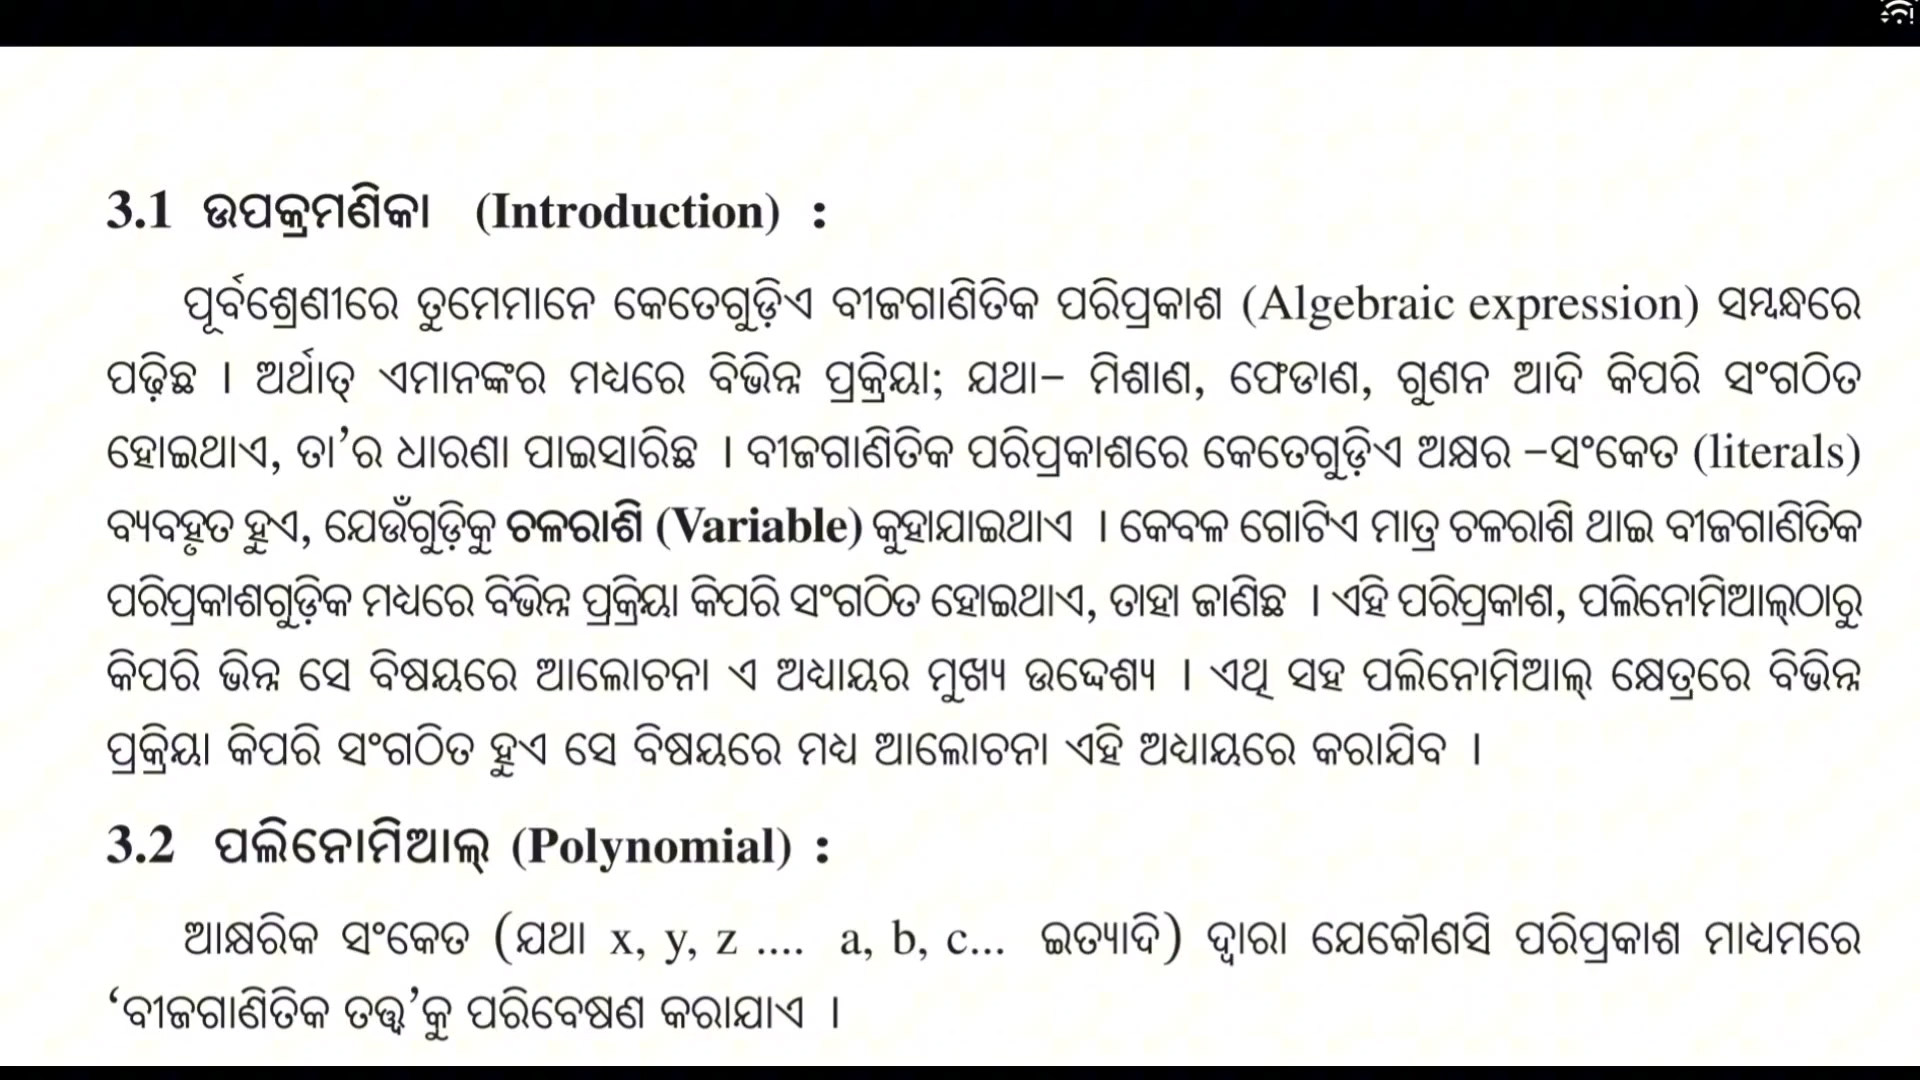 3.1 ଉପକ୍ରମଣିକା (Introduction) :
ପୂର୍ବଶ୍ରେଣୀରେ ତୁମେମାନେ କେତେଗୁଡ଼ିଏ ବୀଜଗାଣିତିକ ପରିପ୍ରକାଶ (Algebraic expression) ସମ୍ବନ୍ଧରେ
ପଢ଼ିଛ । ଅର୍ଥାତ୍ ଏମାନଙ୍କର ମଧ୍ୟରେ ବିଭିନ୍ନ ପ୍ରକ୍ରିୟା; ଯଥା– ମିଶାଣ, ଫେଡାଣ, ଗୁଣନ ଆଦି କିପରି ସଂଗଠିତ
ହୋଇଥାଏ, ତା’ର ଧାରଣା ପାଇସାରିଛ । ବୀଜଗାଣିତିକ ପରିପ୍ରକାଶରେ କେତେଗୁଡ଼ିଏ ଅକ୍ଷର –ସଂକେତ (literals)
ବ୍ୟବହୃତ ହୁଏ, ଯେଉଁଗୁଡ଼ିକୁ ଚଳରାଶି (Variable) କୁହାଯାଇଥାଏ । କେବଳ ଗୋଟିଏ ମାତ୍ର ଚଳରାଶି ଥାଇ ବୀଜଗାଣିତିକ
ପରିପ୍ରକାଶଗୁଡ଼ିକ ମଧ୍ୟରେ ବିଭିନ୍ନ ପ୍ରକ୍ରିୟା କିପରି ସଂଗଠିତ ହୋଇଥାଏ, ତାହା ଜାଣିଛ । ଏହି ପରିପ୍ରକାଶ, ପଲିନୋମିଆଲ୍‌ଠାରୁ
କିପରି ଭିନ୍ନ ସେ ବିଷୟରେ ଆଲୋଚନା ଏ ଅଧ୍ୟାୟର ମୁଖ୍ୟ ଉଦ୍ଦେଶ୍ୟ । ଏଥି ସହ ପଲିନୋମିଆଲ୍ କ୍ଷେତ୍ରରେ ବିଭିନ୍ନ
ପ୍ରକ୍ରିୟା କିପରି ସଂଗଠିତ ହୁଏ ସେ ବିଷୟରେ ମଧ୍ୟ ଆଲୋଚନା ଏହି ଅଧ୍ୟାୟରେ କରାଯିବ ।
3.2 ପଲିନୋମିଆଲ୍ (Polynomial) :
ଆକ୍ଷରିକ ସଂକେତ (ଯଥା x, y, z .... a, b, c... ଇତ୍ୟାଦି) ଦ୍ୱାରା ଯେକୌଣସି ପରିପ୍ରକାଶ ମାଧ୍ୟମରେ
‘ବୀଜଗାଣିତିକ ତତ୍ତ୍ୱ’କୁ ପରିବେଷଣ କରାଯାଏ ।